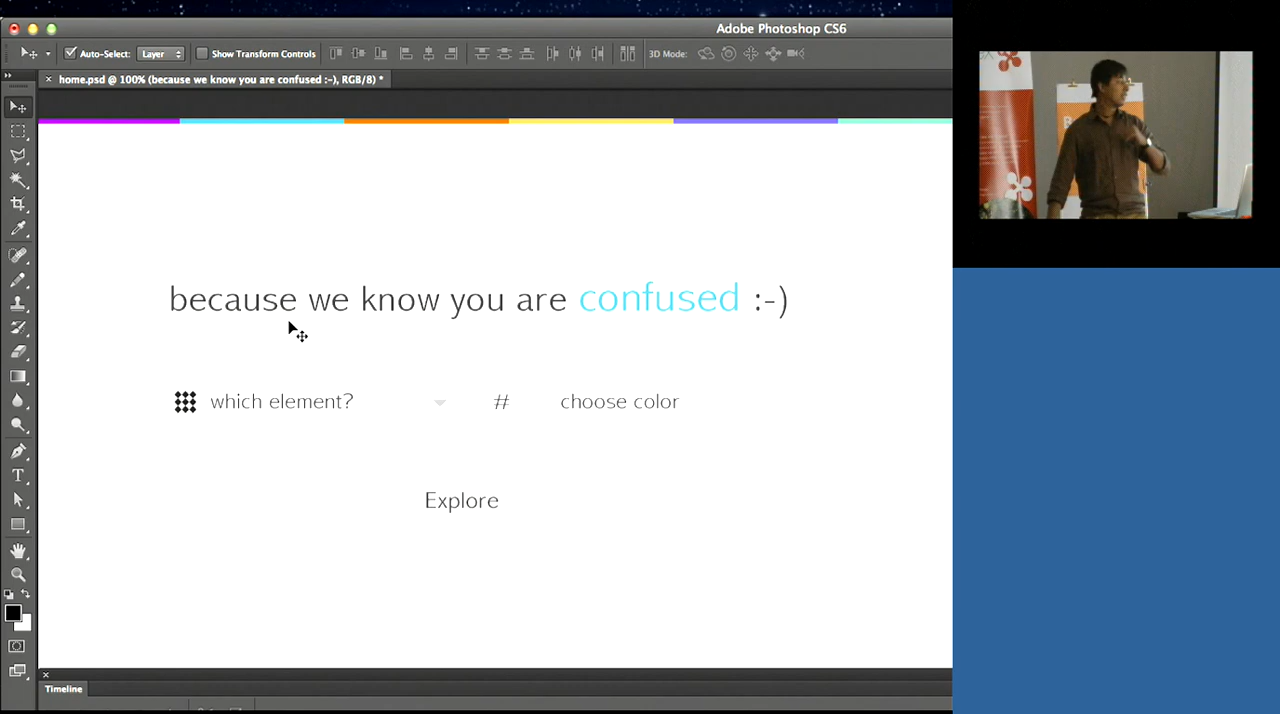 Adobe Photoshop CS6
Auto-Select: Layer Show Transform Controls 3D Mode:
home.psd @ 100% (because we know you are confused :-), RGB/8) *
because we know you are confused :-)
which element? # choose color
Explore
Timeline